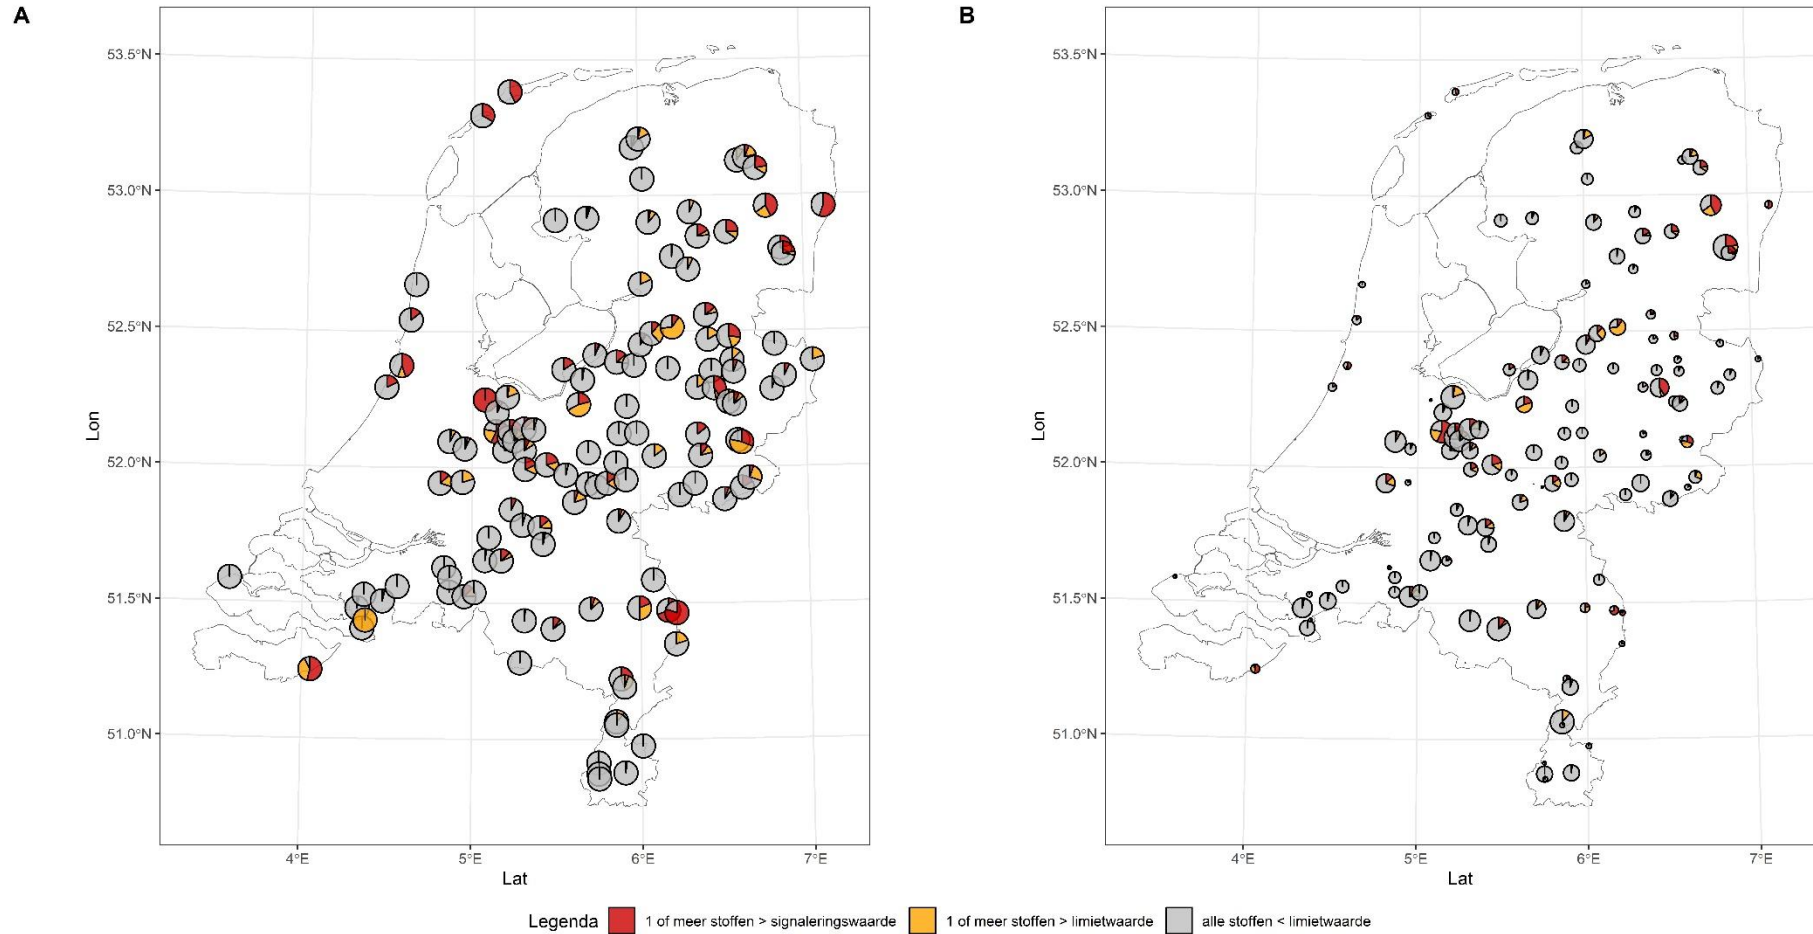 A
B
53.5°N
53.0°N
52.5°N
52.0°N
51.5°N
51.0°N
Lon
4°E 5°E 6°E 7°E
Lat
53.5°N
53.0°N
52.5°N
52.0°N
51.5°N
51.0°N
Lon
4°E 5°E 6°E 7°E
Lat
Legenda 1 of meer stoffen > signaleringswaarde 1 of meer stoffen > limietwaarde alle stoffen < limietwaarde